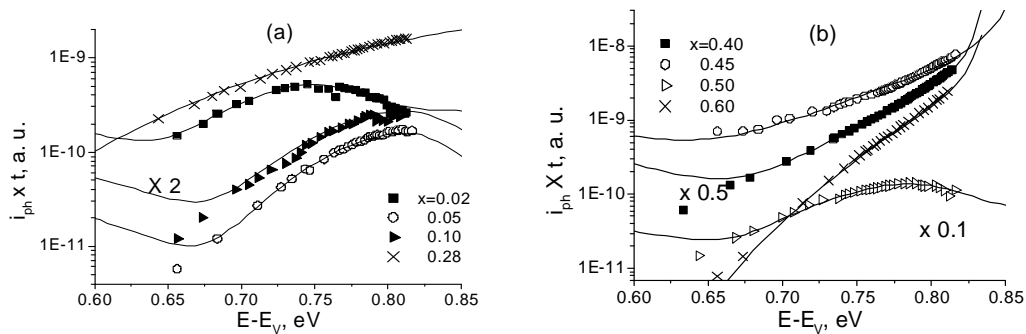 (a)
1E-9
1E-10
1E-11
i_ph x t, a. u.
X 2
x=0.02
0.05
0.10
0.28
0.60 0.65 0.70 0.75 0.80 0.85
E-E_V, eV
(b)
1E-8
1E-9
1E-10
1E-11
i_ph X t, a. u.
x=0.40
0.45
0.50
0.60
x 0.5
x 0.1
0.60 0.65 0.70 0.75 0.80 0.85
E-E_V, eV